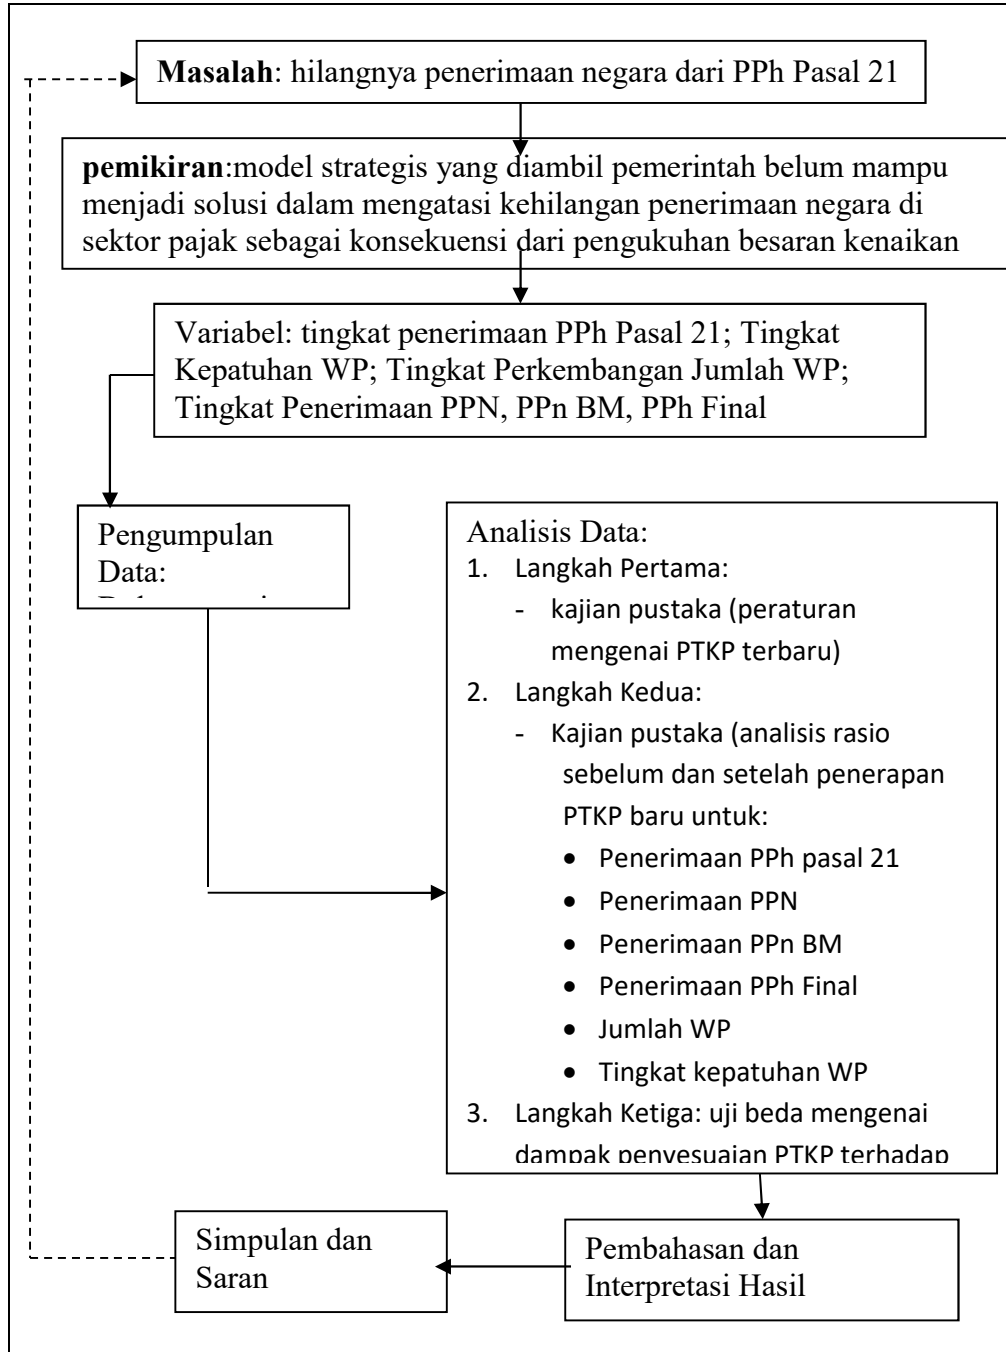 Masalah: hilangnya penerimaan negara dari PPh Pasal 21
pemikiran:model strategis yang diambil pemerintah belum mampu
menjadi solusi dalam mengatasi kehilangan penerimaan negara di
sektor pajak sebagai konsekuensi dari pengukuhan besaran kenaikan
Variabel: tingkat penerimaan PPh Pasal 21; Tingkat
Kepatuhan WP; Tingkat Perkembangan Jumlah WP;
Tingkat Penerimaan PPN, PPn BM, PPh Final
Pengumpulan
Data:
Analisis Data:
1. Langkah Pertama:
- kajian pustaka (peraturan
mengenai PTKP terbaru)
2. Langkah Kedua:
- Kajian pustaka (analisis rasio
sebelum dan setelah penerapan
PTKP baru untuk:
• Penerimaan PPh pasal 21
• Penerimaan PPN
• Penerimaan PPn BM
• Penerimaan PPh Final
• Jumlah WP
• Tingkat kepatuhan WP
3. Langkah Ketiga: uji beda mengenai
dampak penyesuaian PTKP terhadap
Simpulan dan
Saran
Pembahasan dan
Interpretasi Hasil